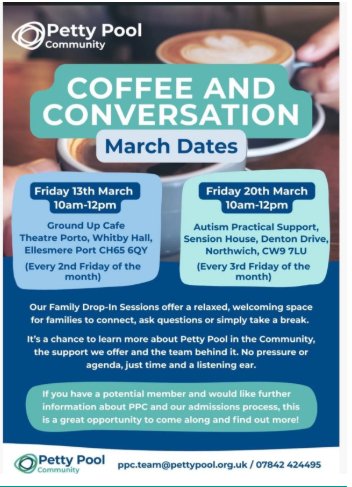 Petty Pool
Community
COFFEE AND
CONVERSATION
March Dates
Friday 13th March
10am-12pm
Ground Up Cafe
Theatre Porto, Whitby Hall,
Ellesmere Port CH65 6QY
(Every 2nd Friday of the
month)
Friday 20th March
10am-12pm
Autism Practical Support,
Sension House, Denton Drive,
Northwich, CW9 7LU
(Every 3rd Friday of the
month)
Our Family Drop-In Sessions offer a relaxed, welcoming space
for families to connect, ask questions or simply take a break.
It's a chance to learn more about Petty Pool in the Community,
the support we offer and the team behind it. No pressure or
agenda, just time and a listening ear.
If you have a potential member and would like further
information about PPC and our admissions process, this
is a great opportunity to come along and find out more!
Petty Pool
Community
ppc.team@pettypool.org.uk / 07842 424495